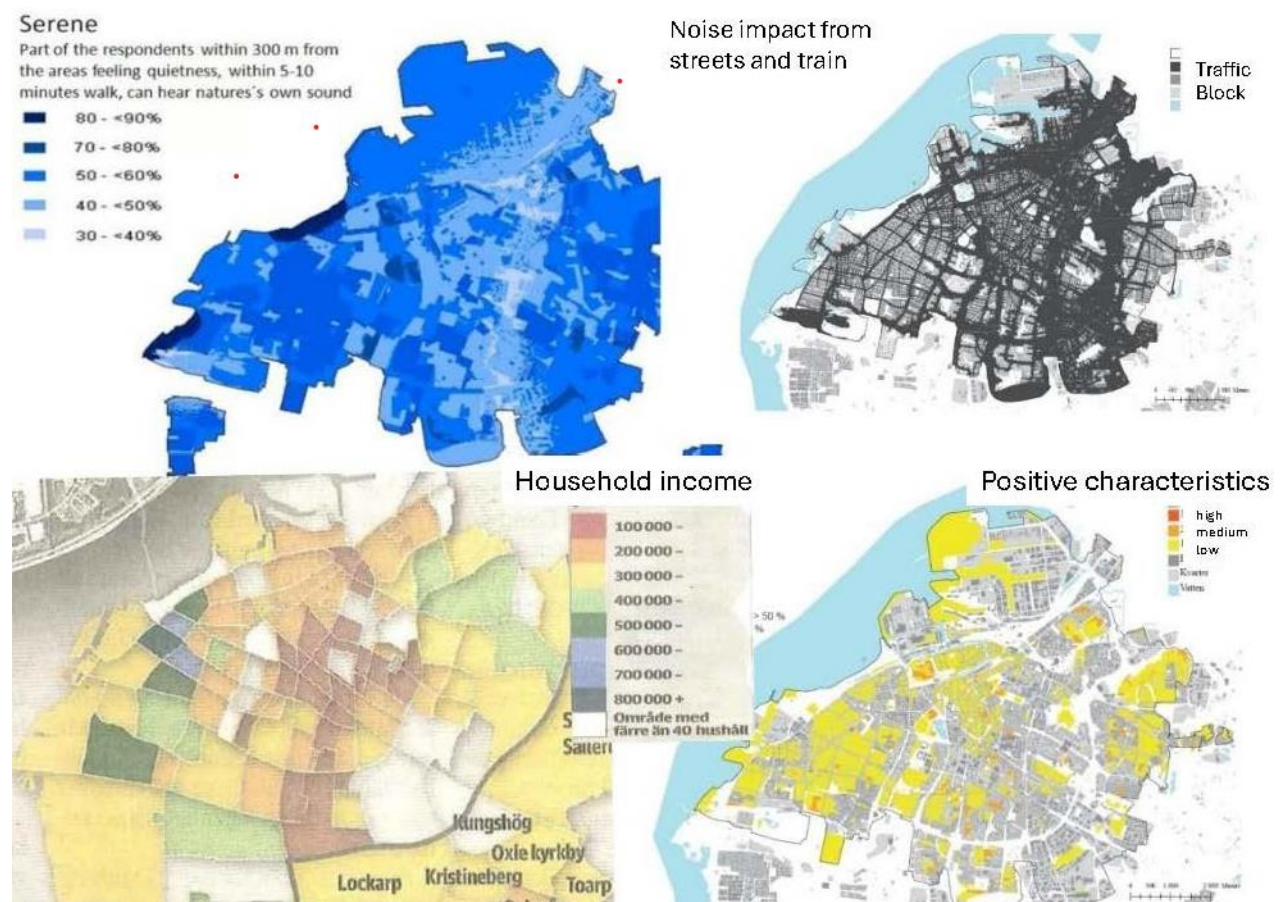 Serene
Part of the respondents within 300 m from
the areas feeling quietness, within 5-10
minutes walk, can hear natures´s own sound
80 - <90%
70 - <80%
50 - <60%
40 - <50%
30 - <40%
Noise impact from
streets and train
Traffic
Block
Household income
100 000 –
200 000 –
300 000 –
400 000 –
500 000 –
600 000 –
700 000 –
800 000 +
Område med
färre än 40 hushåll
Kungshög
Oxie kyrkby
Kristineberg
Lockarp
Toarp
Positive characteristics
high
medium
low
Kvarter
Vatten
> 50 %
%